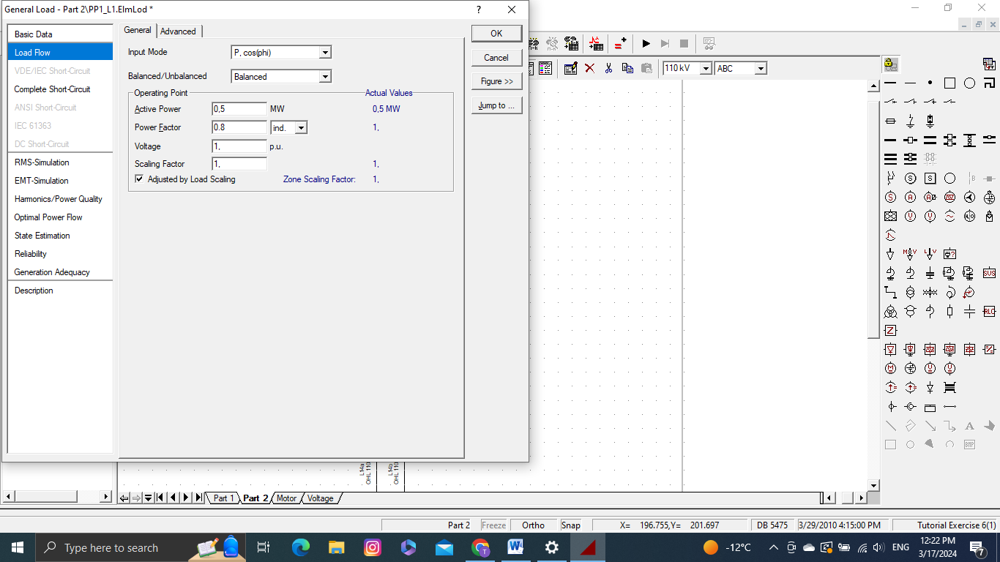 General Load - Part 2\PP1_L1.ElmLod *
?
Basic Data
Load Flow
VDE/IEC Short-Circuit
Complete Short-Circuit
ANSI Short-Circuit
IEC 61363
DC Short-Circuit
RMS-Simulation
EMT-Simulation
Harmonics/Power Quality
Optimal Power Flow
State Estimation
Reliability
Generation Adequacy
Description
General Advanced
Input Mode P, cos(phi)
Balanced/Unbalanced Balanced
Operating Point Actual Values
Active Power 0,5 MW 0,5 MW
Power Factor 0.8 ind. 1,
Voltage 1, p.u.
Scaling Factor 1, 1,
Adjusted by Load Scaling Zone Scaling Factor: 1,
OK
Cancel
Figure >>
Jump to ...
110 kV ABC
L14a
OHL 110
L14b
OHL 110
Part 1 Part 2 Motor Voltage
Part 2 Freeze Ortho Snap X= 196.755,Y= 201.697 DB 5475 3/29/2010 4:15:00 PM Tutorial Exercise 6(1)
Type here to search
-12°C
ENG
12:22 PM
3/17/2024
7